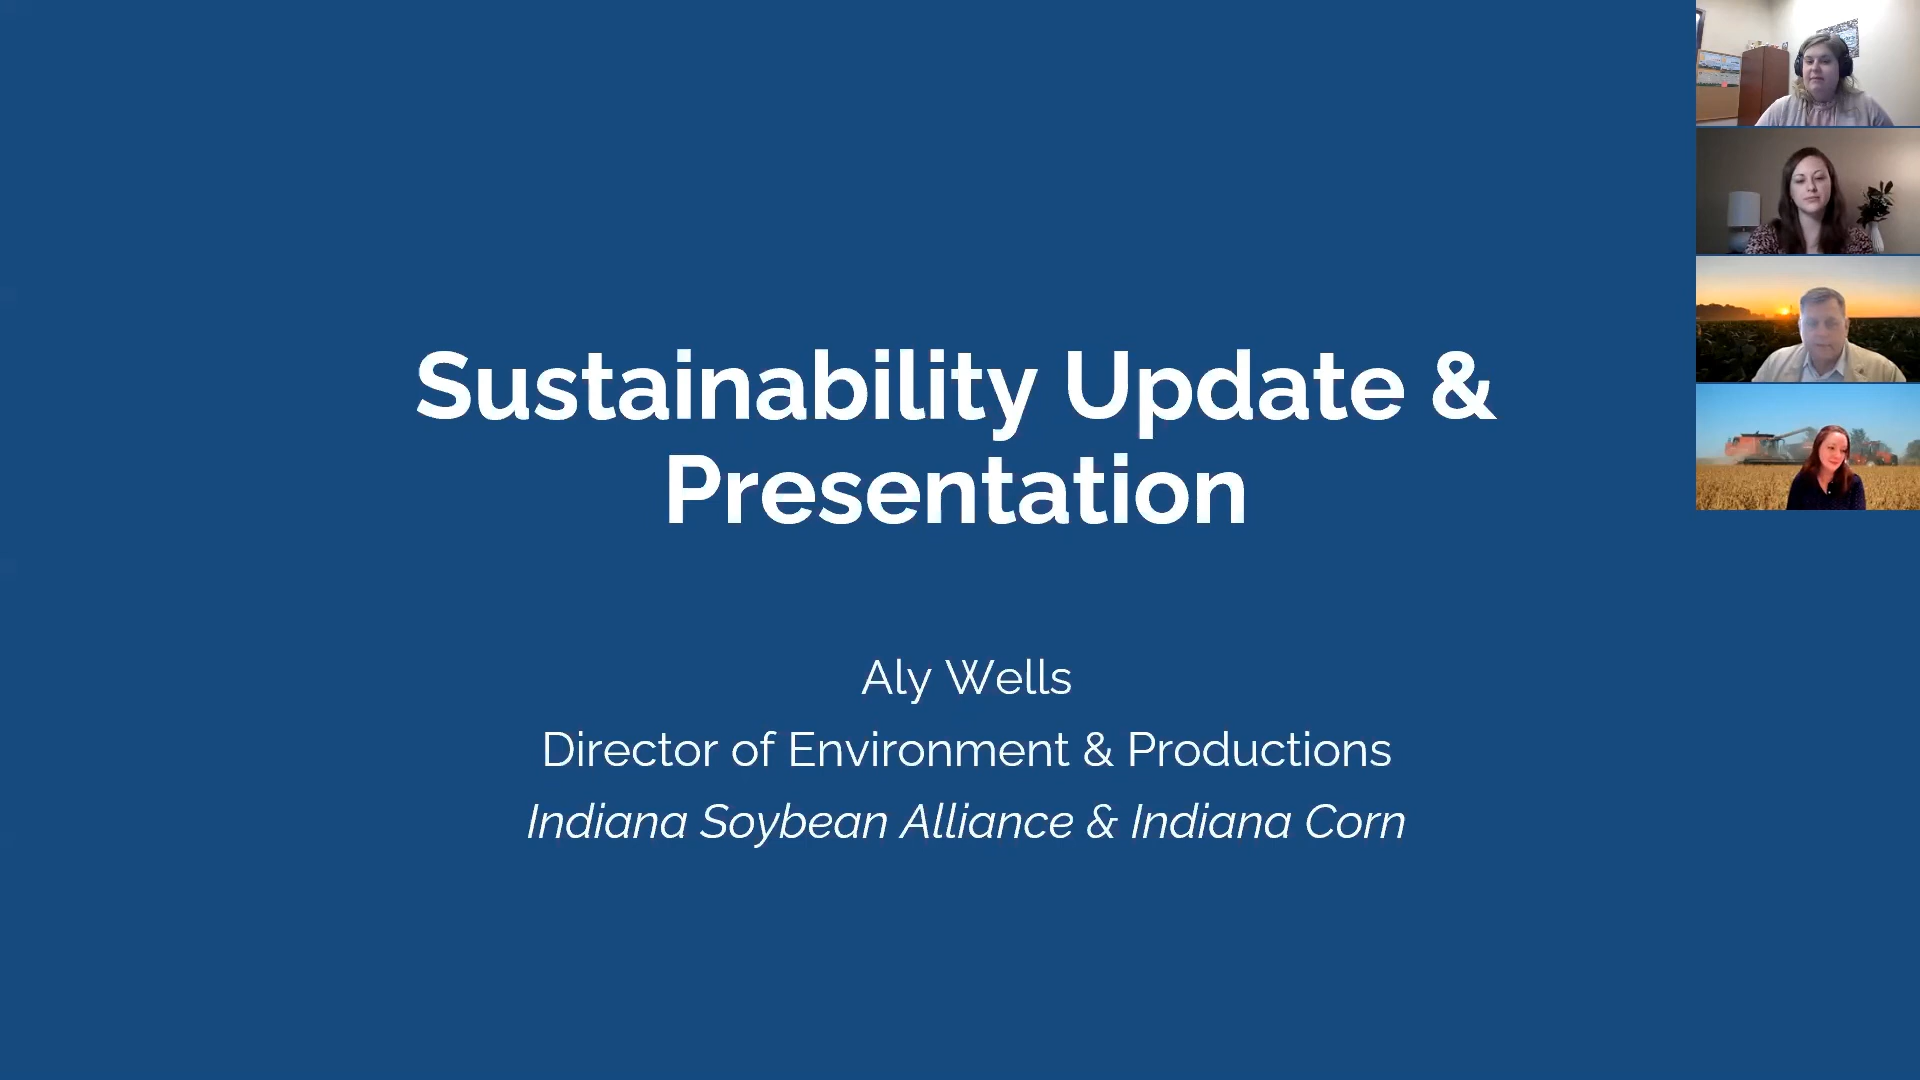 Sustainability Update &
Presentation
Aly Wells
Director of Environment & Productions
Indiana Soybean Alliance & Indiana Corn